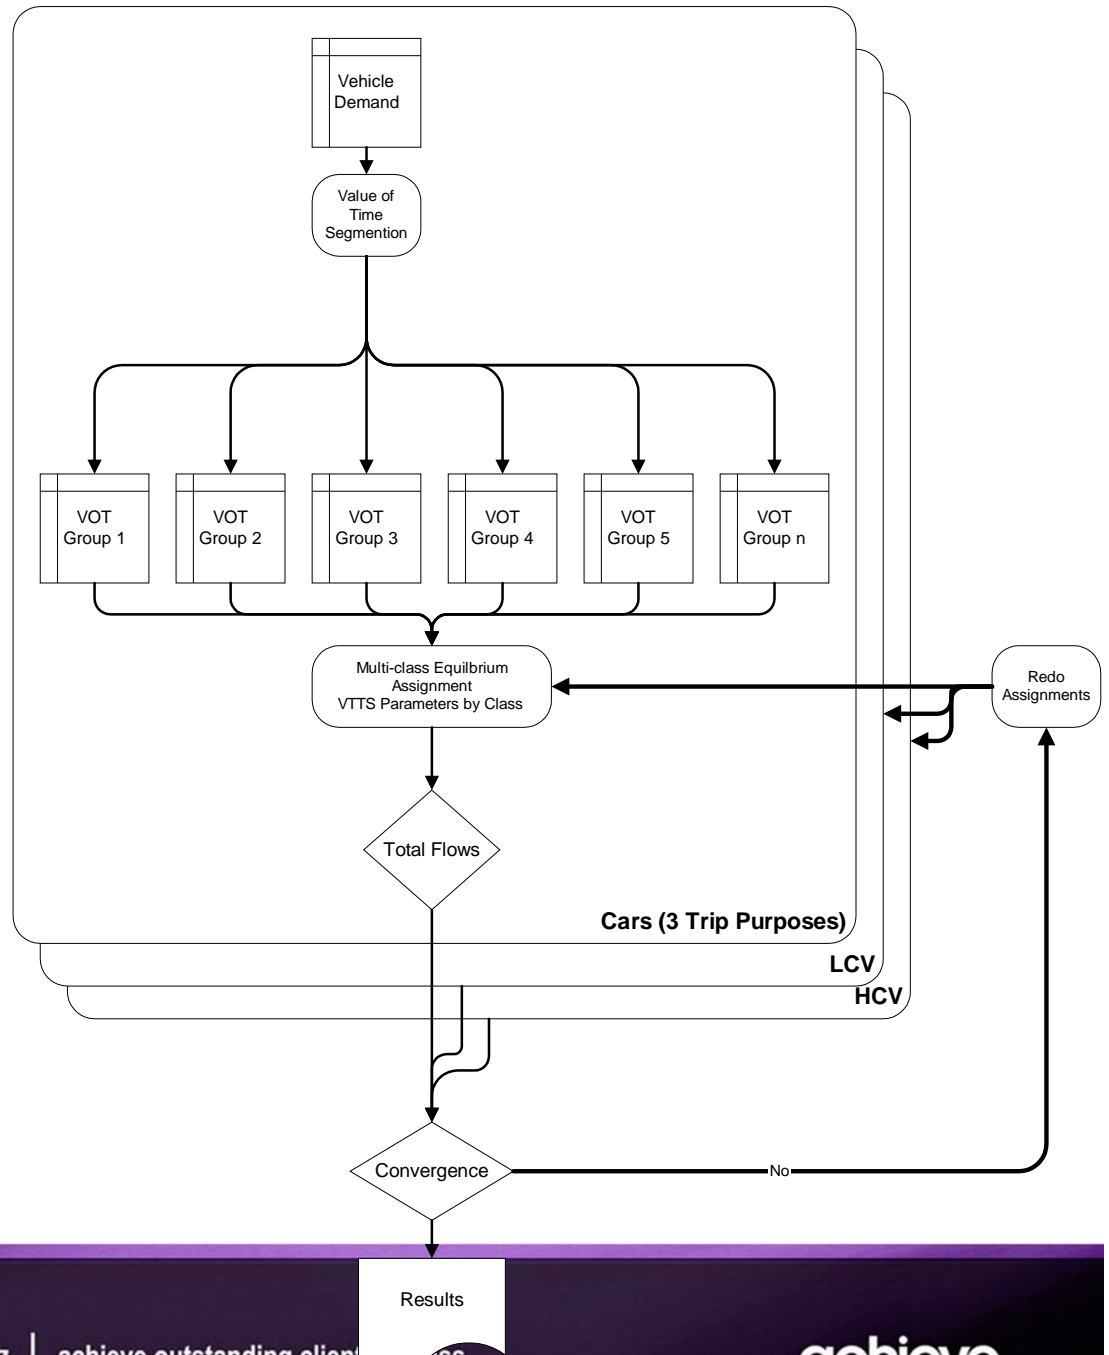 Vehicle
Demand
Value of
Time
Segmention
VOT
Group 1
VOT
Group 2
VOT
Group 3
VOT
Group 4
VOT
Group 5
VOT
Group n
Multi-class Equilbrium
Assignment
VTTS Parameters by Class
Redo
Assignments
Total Flows
Cars (3 Trip Purposes)
LCV
HCV
Convergence
No
Results
achieve outstanding client
achieve